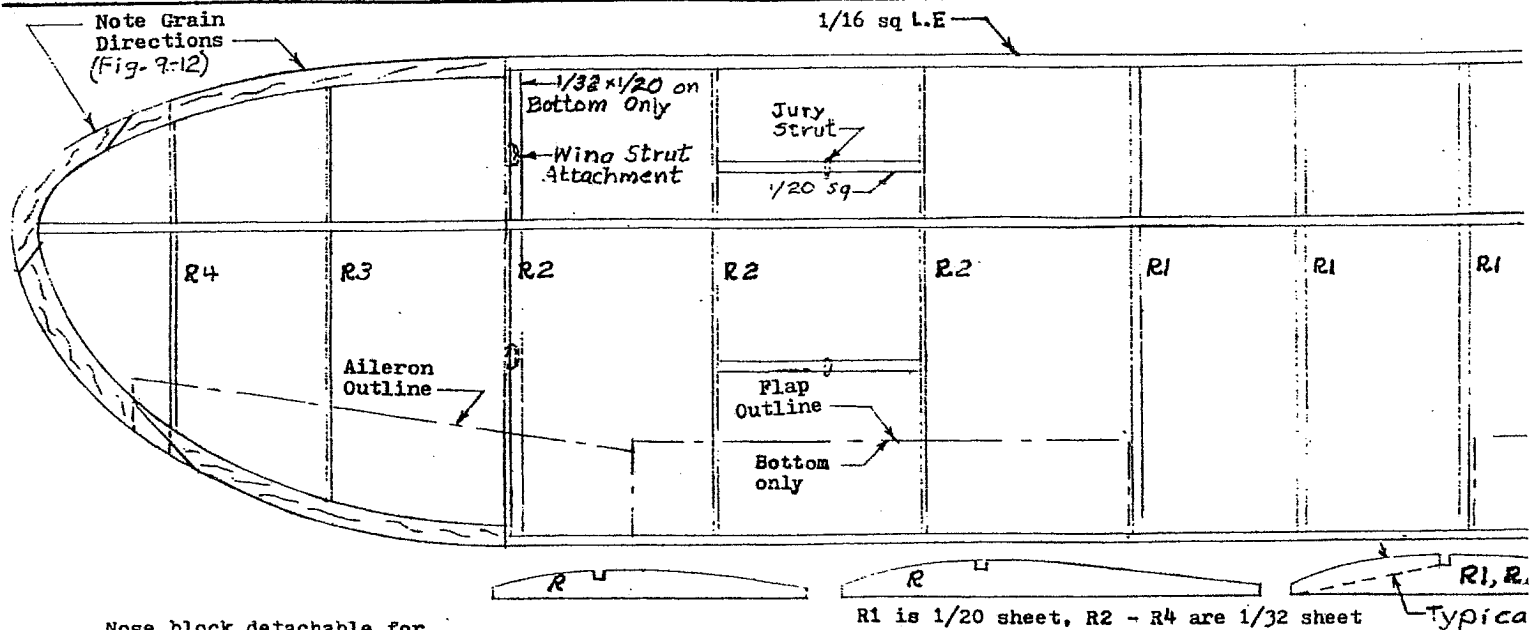 Note Grain
Directions
(Fig- 9-12)
1/16 sq L.E
1/32 x 1/20 on
Bottom Only
Wing Strut
Attachment
Jury
Strut
1/20 sq
R4
R3
R2
R2
R2
R1
R1
R1
Aileron
Outline
Flap
Outline
Bottom
only
R
R
R1,
R1 is 1/20 sheet, R2 - R4 are 1/32 sheet
Nose block detachable for